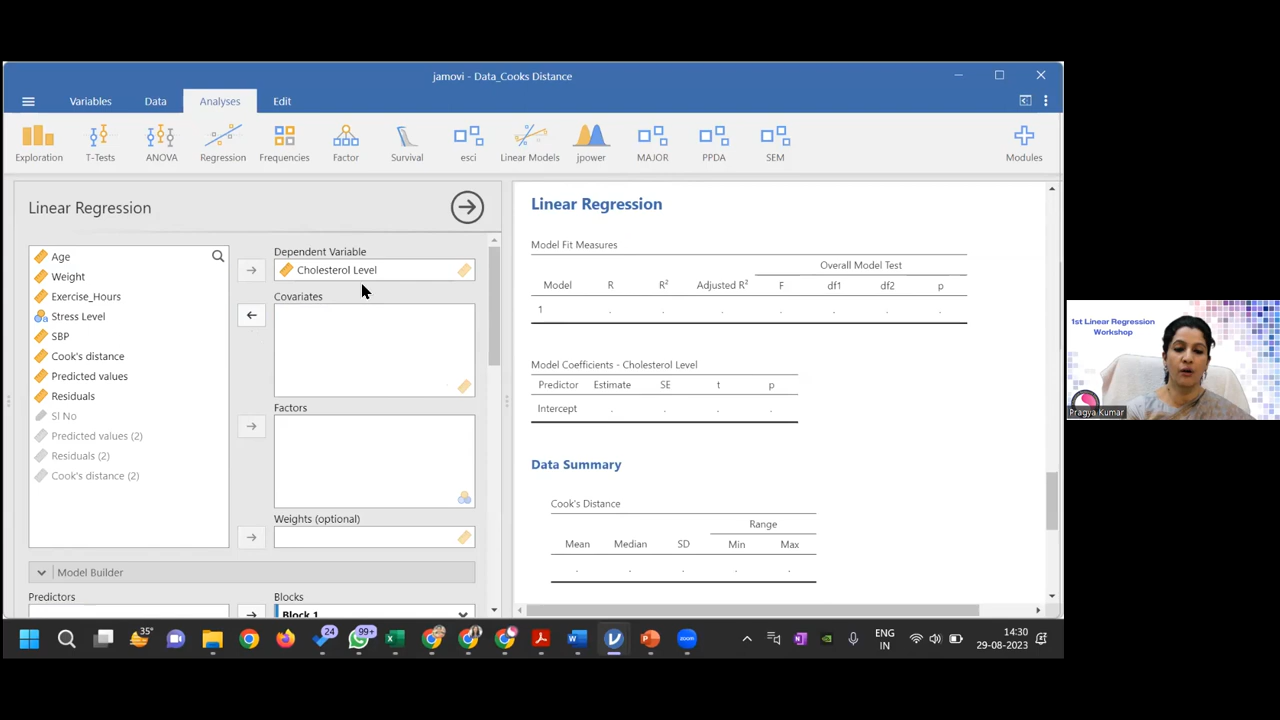 jamovi - Data_Cooks Distance
Variables
Data
Analyses
Edit
Exploration
T-Tests
ANOVA
Regression
Frequencies
Factor
Survival
esci
Linear Models
jpower
MAJOR
PPDA
SEM
Modules
Linear Regression
Age
Weight
Exercise_Hours
Stress Level
SBP
Cook's distance
Predicted values
Residuals
Sl No
Predicted values (2)
Residuals (2)
Cook's distance (2)
Dependent Variable
Cholesterol Level
Covariates
Factors
Weights (optional)
Model Builder
Predictors
Blocks
Block 1
Linear Regression
Model Fit Measures
Overall Model Test
Model R R² Adjusted R² F df1 df2 p
1 . . . . . . .
Model Coefficients - Cholesterol Level
Predictor Estimate SE t p
Intercept . . . .
Data Summary
Cook's Distance
Range
Mean Median SD Min Max
. . . . .
1st Linear Regression
Workshop
Pragya Kumar
35°
24
99+
zoom
ENG
IN
14:30
29-08-2023